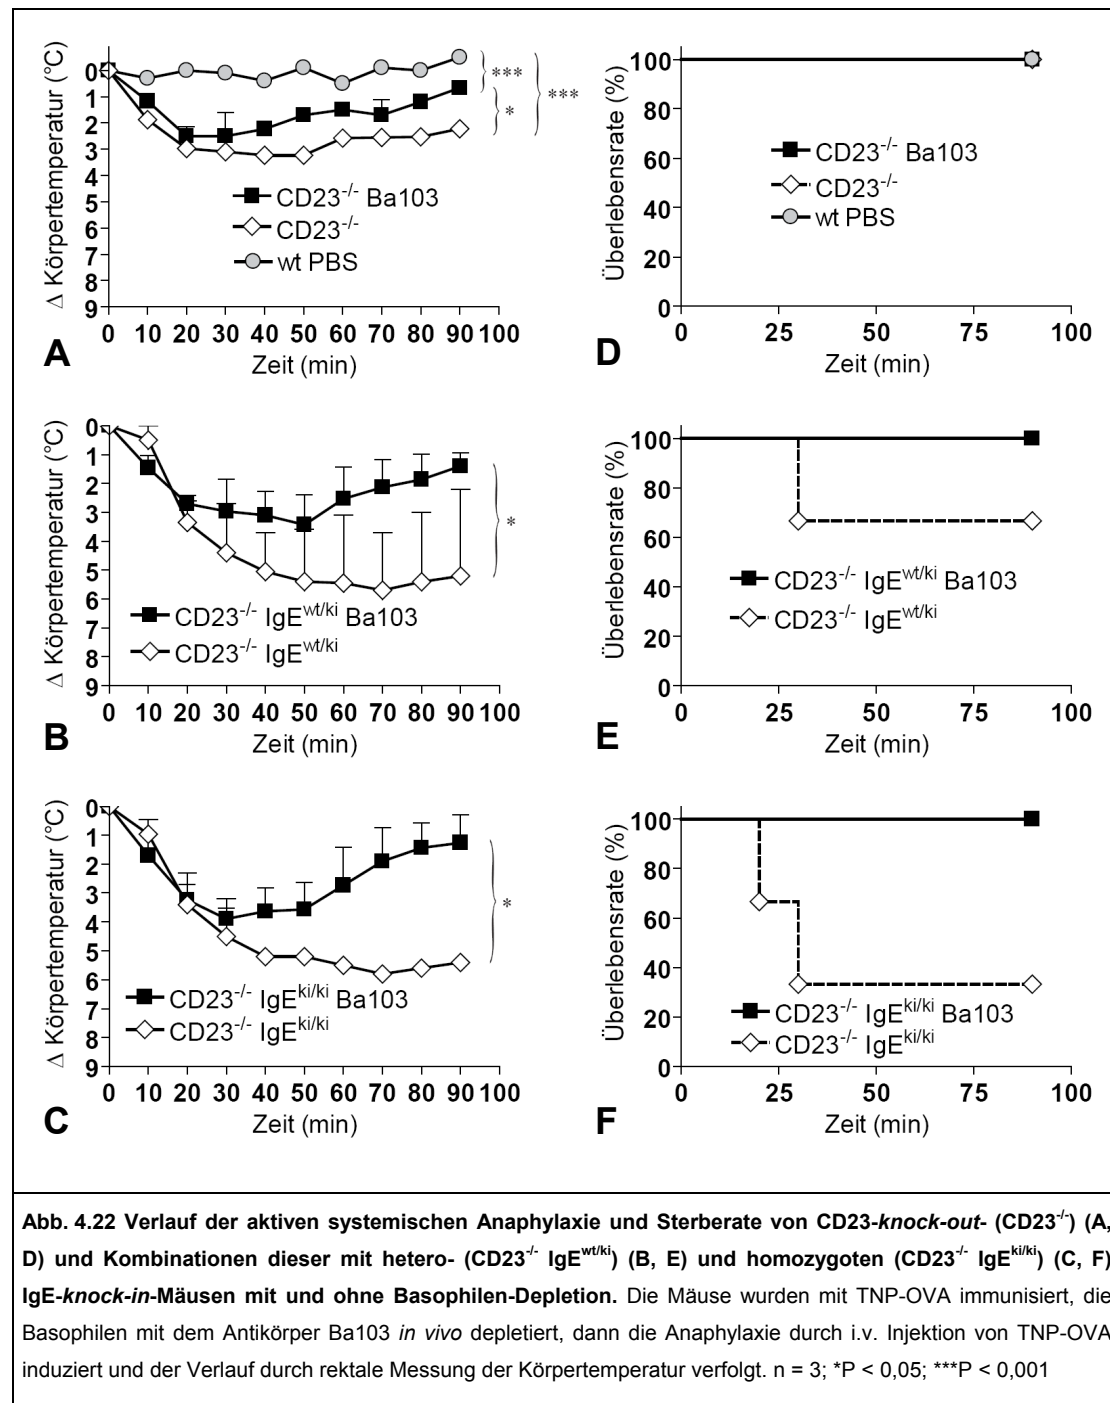 Δ Körpertemperatur (°C)
0
1
2
3
4
5
6
7
8
9
***
*
***
CD23-/- Ba103
CD23-/-
wt PBS
0 10 20 30 40 50 60 70 80 90 100
Zeit (min)
A
Überlebensrate (%)
100
80
60
40
20
0
CD23-/- Ba103
CD23-/-
wt PBS
0 25 50 75 100
Zeit (min)
D
Δ Körpertemperatur (°C)
0
1
2
3
4
5
6
7
8
9
*
CD23-/- IgEwt/ki Ba103
CD23-/- IgEwt/ki
0 10 20 30 40 50 60 70 80 90 100
Zeit (min)
B
Überlebensrate (%)
100
80
60
40
20
0
CD23-/- IgEwt/ki Ba103
CD23-/- IgEwt/ki
0 25 50 75 100
Zeit (min)
E
Δ Körpertemperatur (°C)
0
1
2
3
4
5
6
7
8
9
*
CD23-/- IgEki/ki Ba103
CD23-/- IgEki/ki
0 10 20 30 40 50 60 70 80 90 100
Zeit (min)
C
Überlebensrate (%)
100
80
60
40
20
0
CD23-/- IgEki/ki Ba103
CD23-/- IgEki/ki
0 25 50 75 100
Zeit (min)
F
Abb. 4.22 Verlauf der aktiven systemischen Anaphylaxie und Sterberate von CD23-knock-out- (CD23-/-) (A,
D) und Kombinationen dieser mit hetero- (CD23-/- IgEwt/ki) (B, E) und homozygoten (CD23-/- IgEki/ki) (C, F)
IgE-knock-in-Mäusen mit und ohne Basophilen-Depletion. Die Mäuse wurden mit TNP-OVA immunisiert, die
Basophilen mit dem Antikörper Ba103 in vivo depletiert, dann die Anaphylaxie durch i.v. Injektion von TNP-OVA
induziert und der Verlauf durch rektale Messung der Körpertemperatur verfolgt. n = 3; *P < 0,05; ***P < 0,001